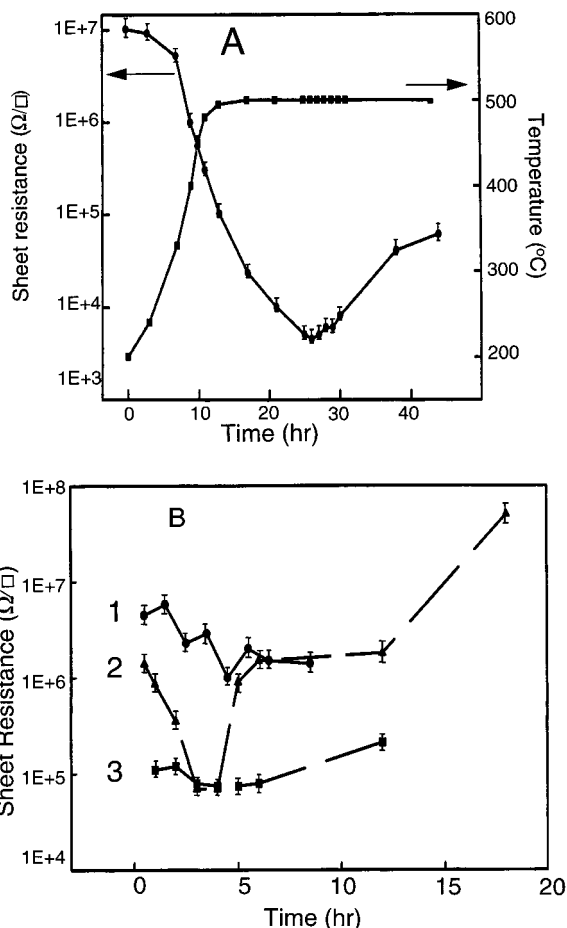 A
Sheet resistance (Ω/□)
1E+7
1E+6
1E+5
1E+4
1E+3
600
500
400
300
200
Temperature (°C)
0 10 20 30 40
Time (hr)
B
Sheet Resistance (Ω/□)
1E+8
1E+7
1E+6
1E+5
1E+4
1
2
3
0 5 10 15 20
Time (hr)